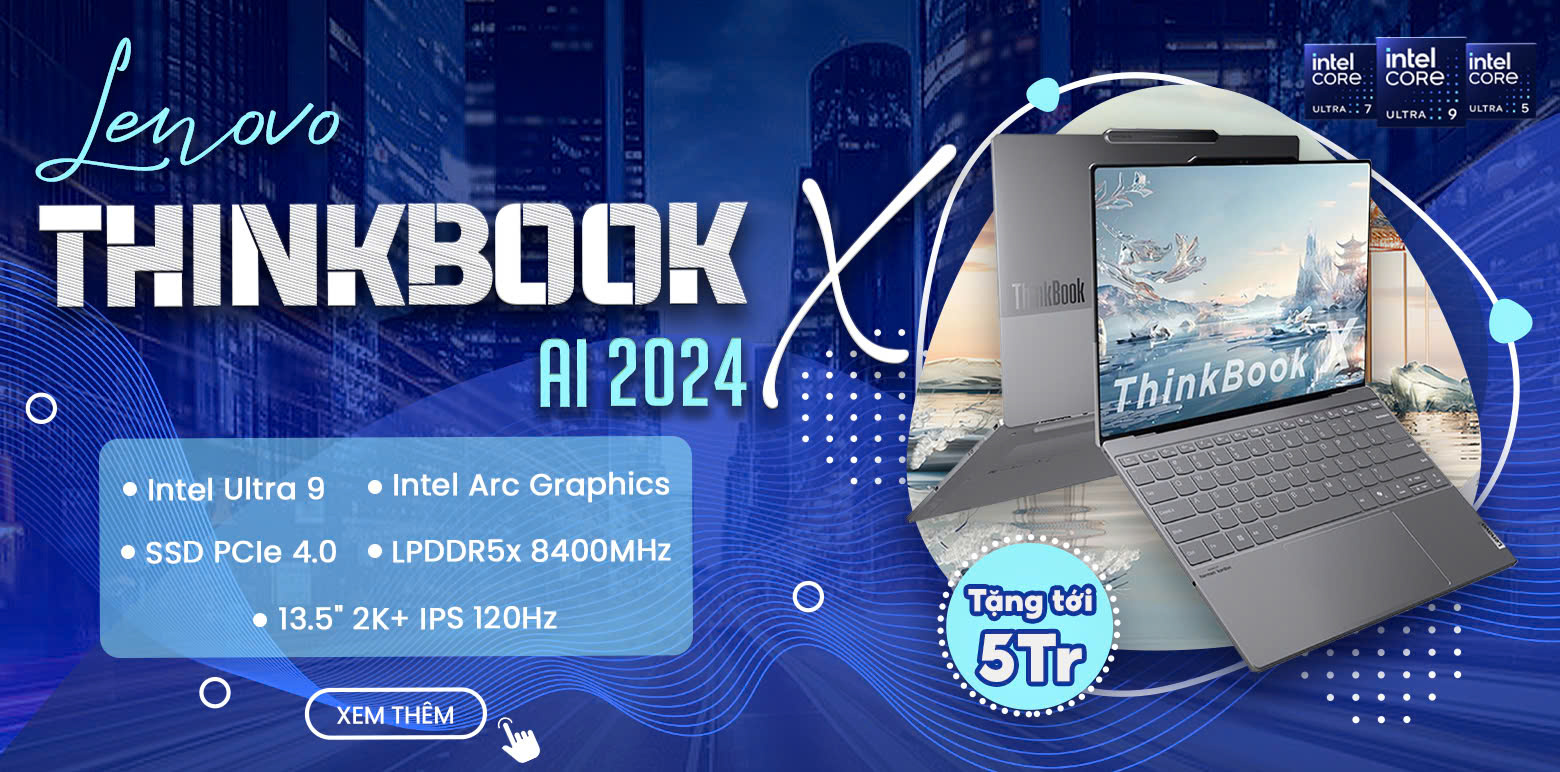 Lenovo
THINKBOOK X
AI 2024
• Intel Ultra 9
• Intel Arc Graphics
• SSD PCIe 4.0
• LPDDR5x 8400MHz
• 13.5" 2K+ IPS 120Hz
XEM THÊM
intel
CORE
ULTRA 7
intel
CORE
ULTRA 9
intel
CORE
ULTRA 5
ThinkBook
ThinkBook X
Tặng tới
5Tr